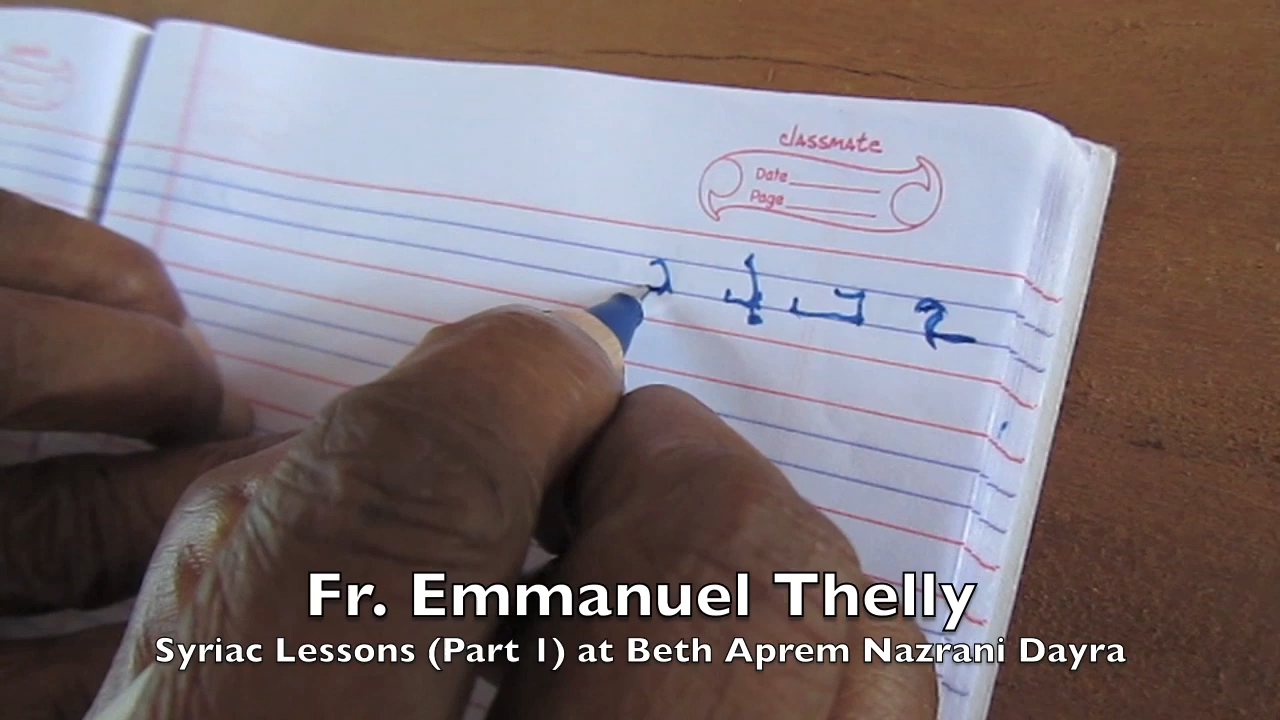 classmate
Date
Page
ܐ ܒ ܓ ܕ
Fr. Emmanuel Thelly
Syriac Lessons (Part 1) at Beth Aprem Nazrani Dayra